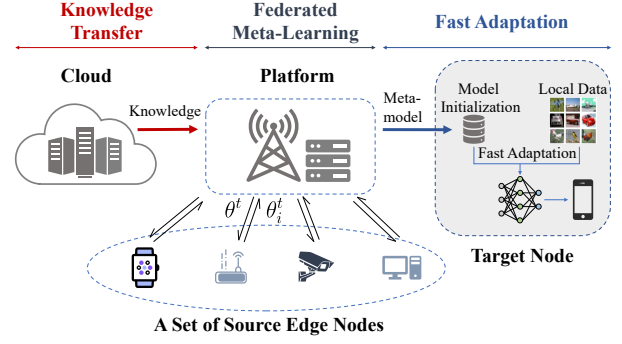 Knowledge
Transfer
Federated
Meta-Learning
Fast Adaptation
Cloud
Platform
Knowledge
Meta-
model
Model
Initialization
Local Data
Fast Adaptation
θ^t
θ_i^t
Target Node
A Set of Source Edge Nodes